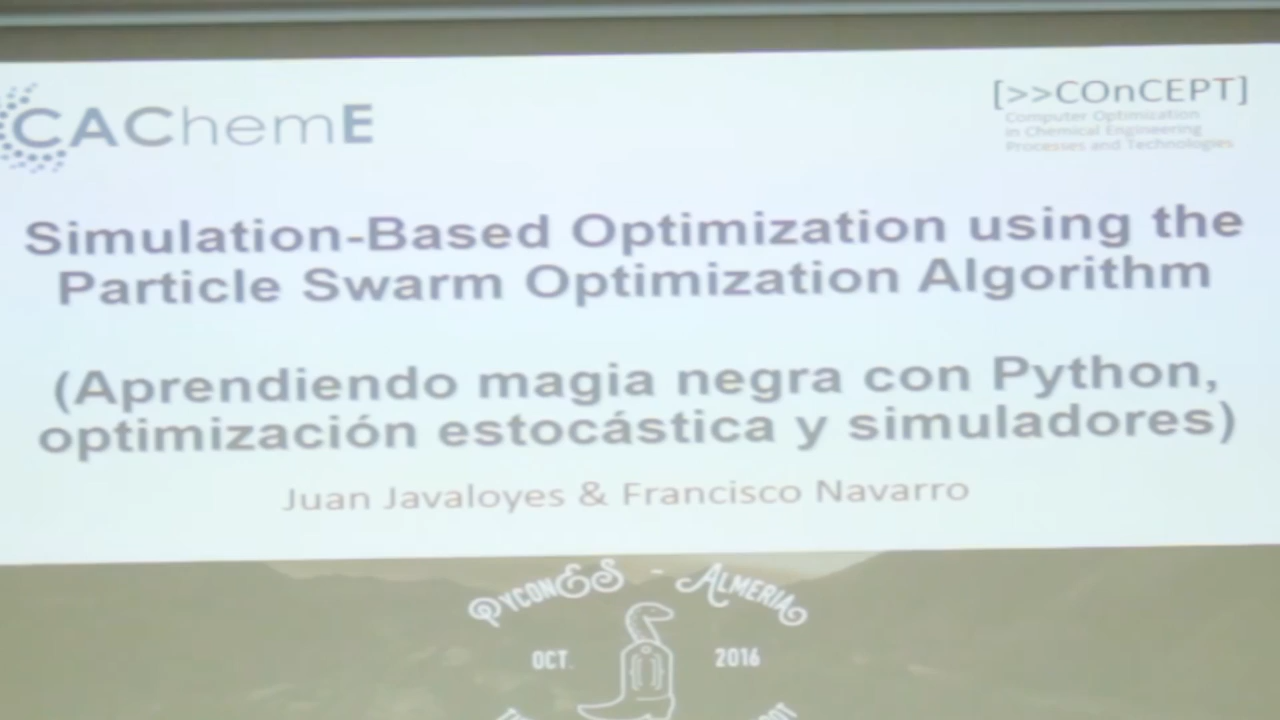 CAChemE
[>>COnCEPT]
Computer Optimization
in Chemical Engineering
Processes and Technologies
Simulation-Based Optimization using the
Particle Swarm Optimization Algorithm
(Aprendiendo magia negra con Python,
optimización estocástica y simuladores)
Juan Javaloyes & Francisco Navarro
PYCONES - ALMERIA
OCT. 2016